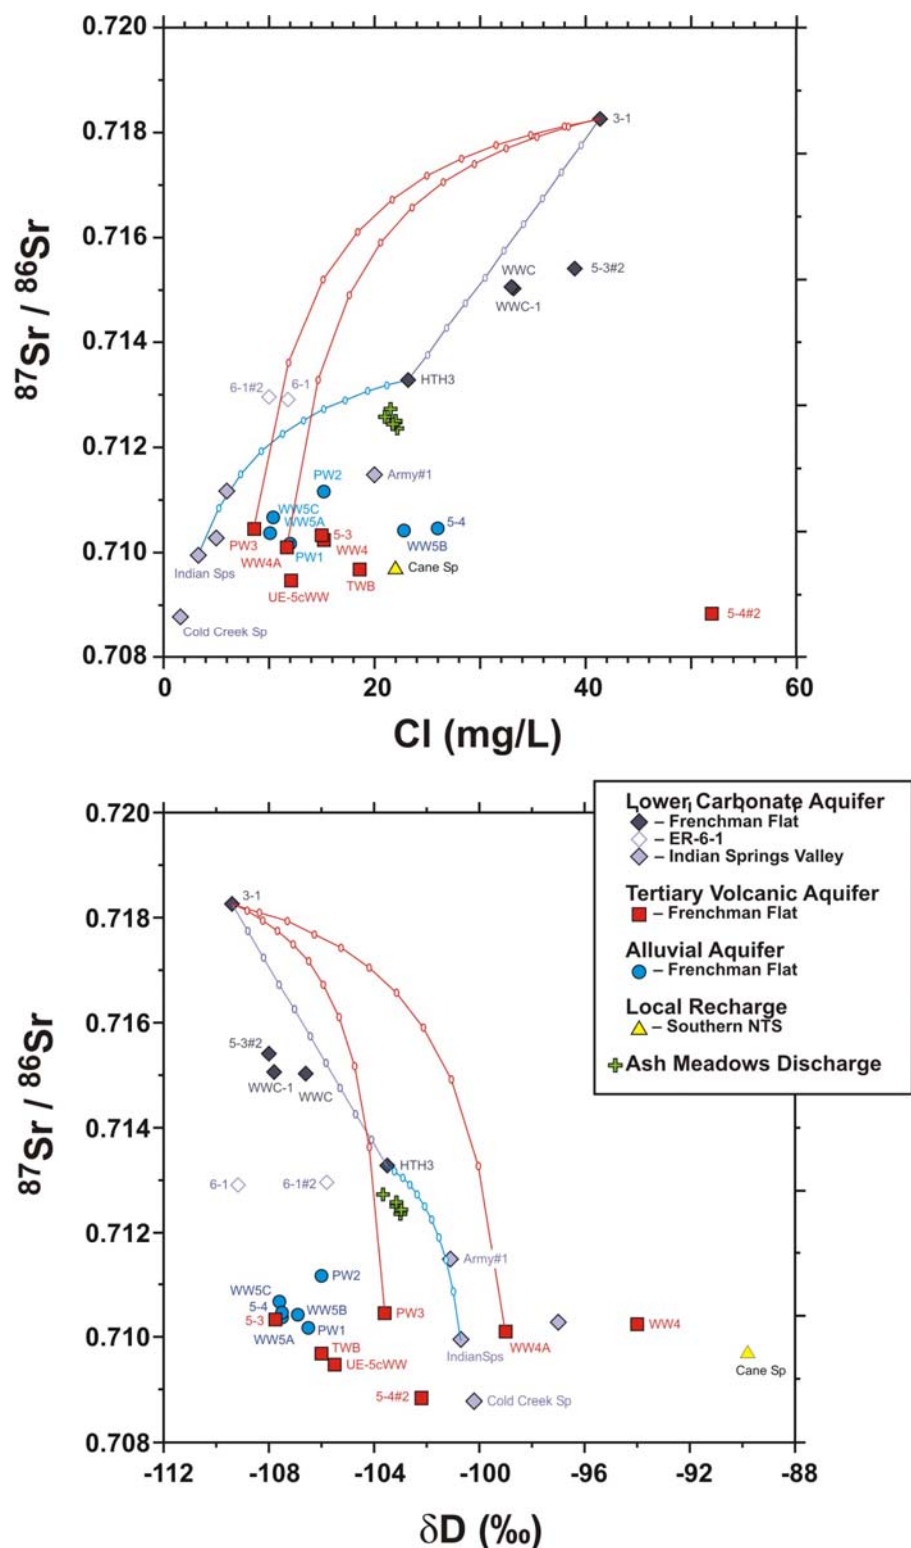 0.720
0.718
0.716
0.714
0.712
0.710
0.708
87Sr / 86Sr
3-1
WWC
5-3#2
WWC-1
HTH3
6-1#2
6-1
Army#1
PW2
WW5C
WW5A
5-3
5-4
PW3
WW4A
PW1
WW4
WW5B
Indian Sps
UE-5cWW
TWB
Cane Sp
Cold Creek Sp
5-4#2
0
20
40
60
Cl (mg/L)
0.720
0.718
0.716
0.714
0.712
0.710
0.708
87Sr / 86Sr
Lower Carbonate Aquifer
– Frenchman Flat
– ER-6-1
– Indian Springs Valley
Tertiary Volcanic Aquifer
– Frenchman Flat
Alluvial Aquifer
– Frenchman Flat
Local Recharge
– Southern NTS
Ash Meadows Discharge
3-1
5-3#2
WWC-1
WWC
HTH3
6-1
6-1#2
Army#1
PW2
WW5C
5-4
WW5B
5-3
PW3
WW5A
PW1
TWB
IndianSps
WW4A
WW4
UE-5cWW
Cane Sp
5-4#2
Cold Creek Sp
-112
-108
-104
-100
-96
-92
-88
δD (‰)